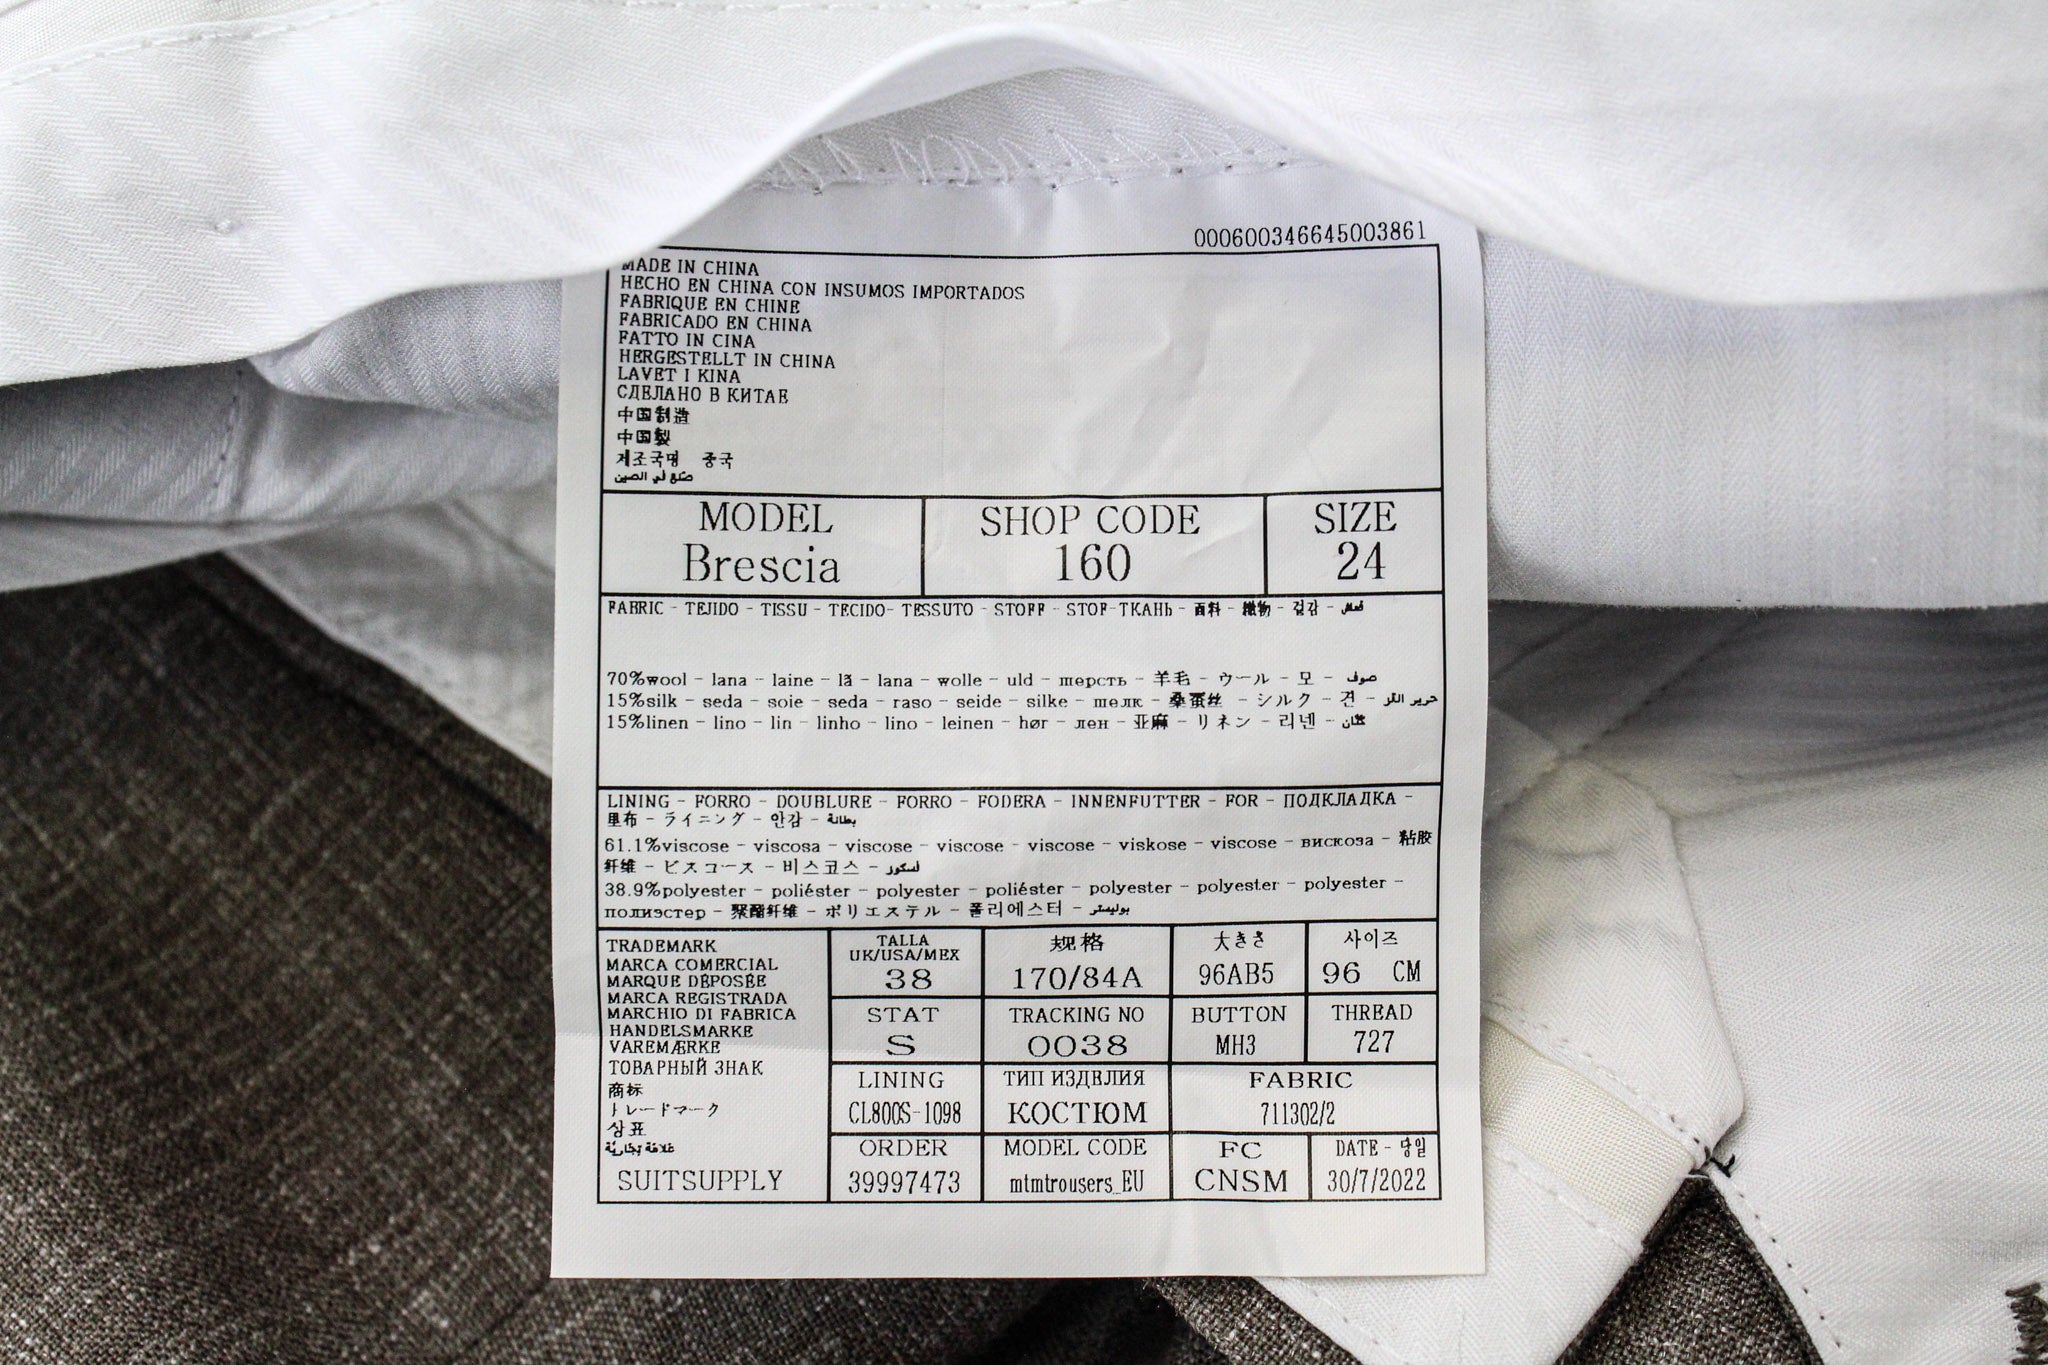 000600346645003861
MADE IN CHINA
HECHO EN CHINA CON INSUMOS IMPORTADOS
FABRIQUE EN CHINE
FABRICADO EN CHINA
FATTO IN CINA
HERGESTELLT IN CHINA
LAVET I KINA
СДЕЛАНО В КИТАЕ
中国制造
中国製
제조국명 중국
صنع في الصين
MODEL
Brescia
SHOP CODE
160
SIZE
24
FABRIC - TEJIDO - TISSU - TECIDO- TESSUTO - STOFF - STOF-ТКАНЬ - 面料 - 織物 - 겉감 - قماش
70%wool - lana - laine - lã - lana - wolle - uld - шерсть - 羊毛 - ウール - 모 - صوف
15%silk - seda - soie - seda - raso - seide - silke - шелк - 桑蚕丝 - シルク - 견 - حرير
15%linen - lino - lin - linho - lino - leinen - hør - лен - 亚麻 - リネン - 리넨 - كتان
LINING - FORRO - DOUBLURE - FORRO - FODERA - INNENFUTTER - FOR - ПОДКЛАДКА -
里布 - ライニング - 안감 - بطانة
61.1%viscose - viscosa - viscose - viscose - viscose - viskose - viscose - вискоза - 粘胶
纤维 - ビスコース - 비스코스 -
38.9%polyester - poliéster - polyester - poliéster - polyester - polyester - polyester -
полиэстер - 聚酯纤维 - ポリエステル - 폴리에스터 - بوليستر
TRADEMARK
MARCA COMERCIAL
MARQUE DÉPOSÉE
MARCA REGISTRADA
MARCHIO DI FABRICA
HANDELSMARKE
VAREMÆRKE
ТОВАРНЫЙ ЗНАК
商标
トレードマーク
상표
علامة تجارية
SUITSUPPLY
TALLA
UK/USA/MEX
38
规格
170/84A
大きさ
96AB5
사이즈
96 CM
STAT
S
TRACKING NO
0038
BUTTON
MH3
THREAD
727
LINING
CL800S-1098
ТИП ИЗДЕЛИЯ
КОСТЮМ
FABRIC
711302/2
ORDER
39997473
MODEL CODE
mtmtrousers_EU
FC
CNSM
DATE - 당일
30/7/2022